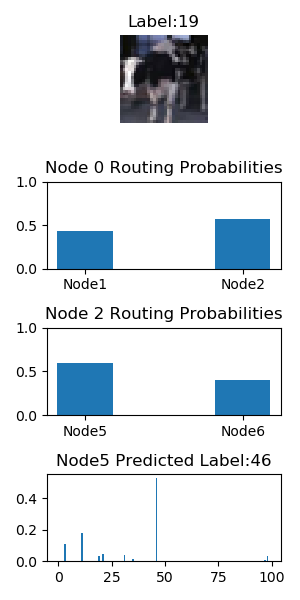 Label:19
Node 0 Routing Probabilities
1.0
0.5
0.0
Node1 Node2
Node 2 Routing Probabilities
1.0
0.5
0.0
Node5 Node6
Node5 Predicted Label:46
0.4
0.2
0.0
0 25 50 75 100